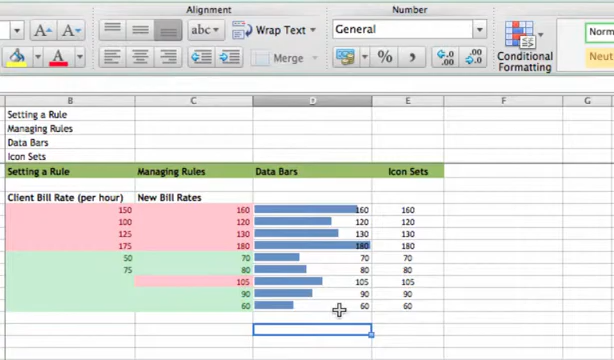 Alignment Number
abc Wrap Text General
Merge % Conditional Formatting Norm
Neut
B C D E F G
Setting a Rule
Managing Rules
Data Bars
Icon Sets
Setting a Rule Managing Rules Data Bars Icon Sets
Client Bill Rate (per hour) New Bill Rates
150 160 160 160
100 120 120 120
125 130 130 130
175 180 180 180
50 70 70 70
75 80 80 80
105 105 105
90 90 90
60 60 60